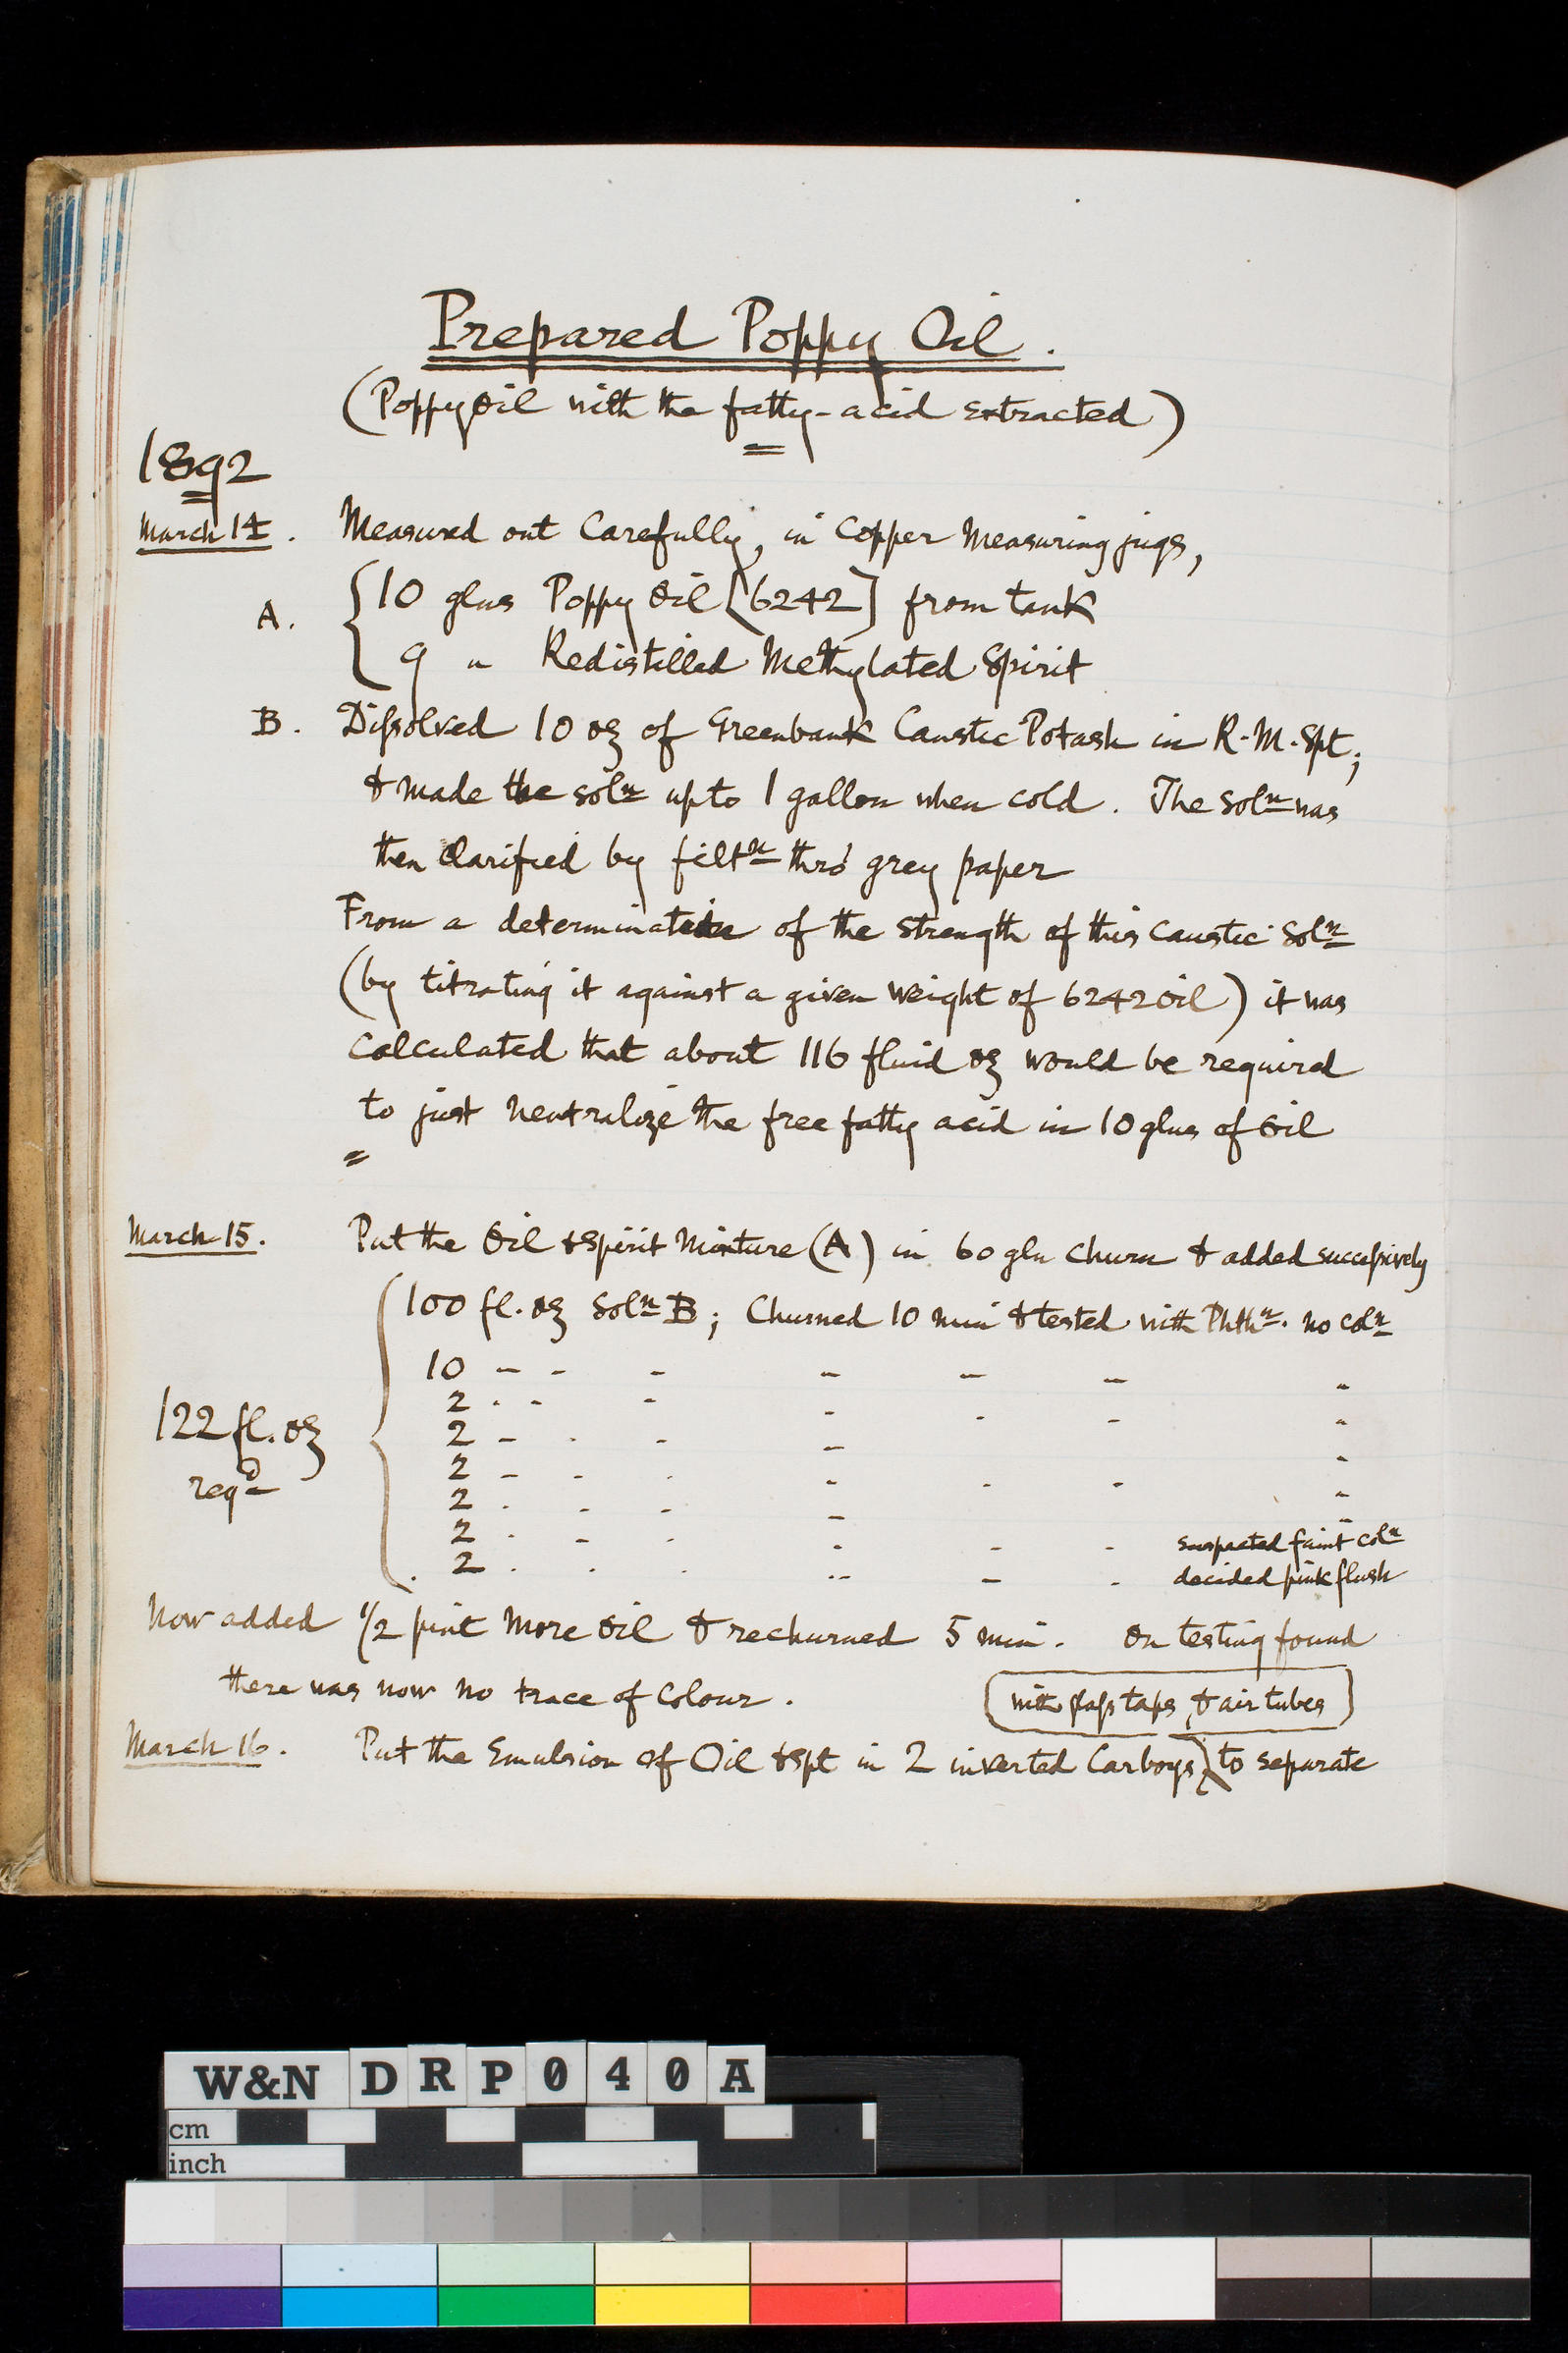 Prepared Poppy Oil.
(Poppy Oil with the fatty-acid extracted)
1892
March 14. Measured out Carefully, in Copper Measuring jugs,
A. { 10 glns Poppy Oil [6242] from tank
9 " Redistilled Methylated Spirit
B. Dissolved 10 oz of Greenbank Caustic Potash in R.M.Spt;
& made the solⁿ up to 1 gallon when cold. The Solⁿ was
then Clarified by filtⁿ thro' grey paper
From a determination of the strength of this Caustic Solⁿ
(by titrating it against a given weight of 6242 Oil) it was
Calculated that about 116 fluid oz would be required
to just neutralize the free fatty acid in 10 glns of Oil
=
March 15. Put the Oil & Spirit Mixture (A) in 60 gln Churn & added successively
100 fl. oz Solⁿ B; Churned 10 min & tested with Phthⁿ. no colⁿ
10 - - - - - - "
2 . - - - - - "
2 - . - - "
2 - - . - . . "
2 . - - - "
122 fl. oz
reqᵈ
2 . - . . - - suspected faint colⁿ
2 . . . -- - . decided pink flush
Now added 1/2 pint More Oil & rechurned 5 min. On testing found
there was now no trace of Colour.
with glass taps & air tubes
March 16. Put the Emulsion of Oil & Spt in 2 inverted Carboys to separate
W&N DRP040A
cm
inch